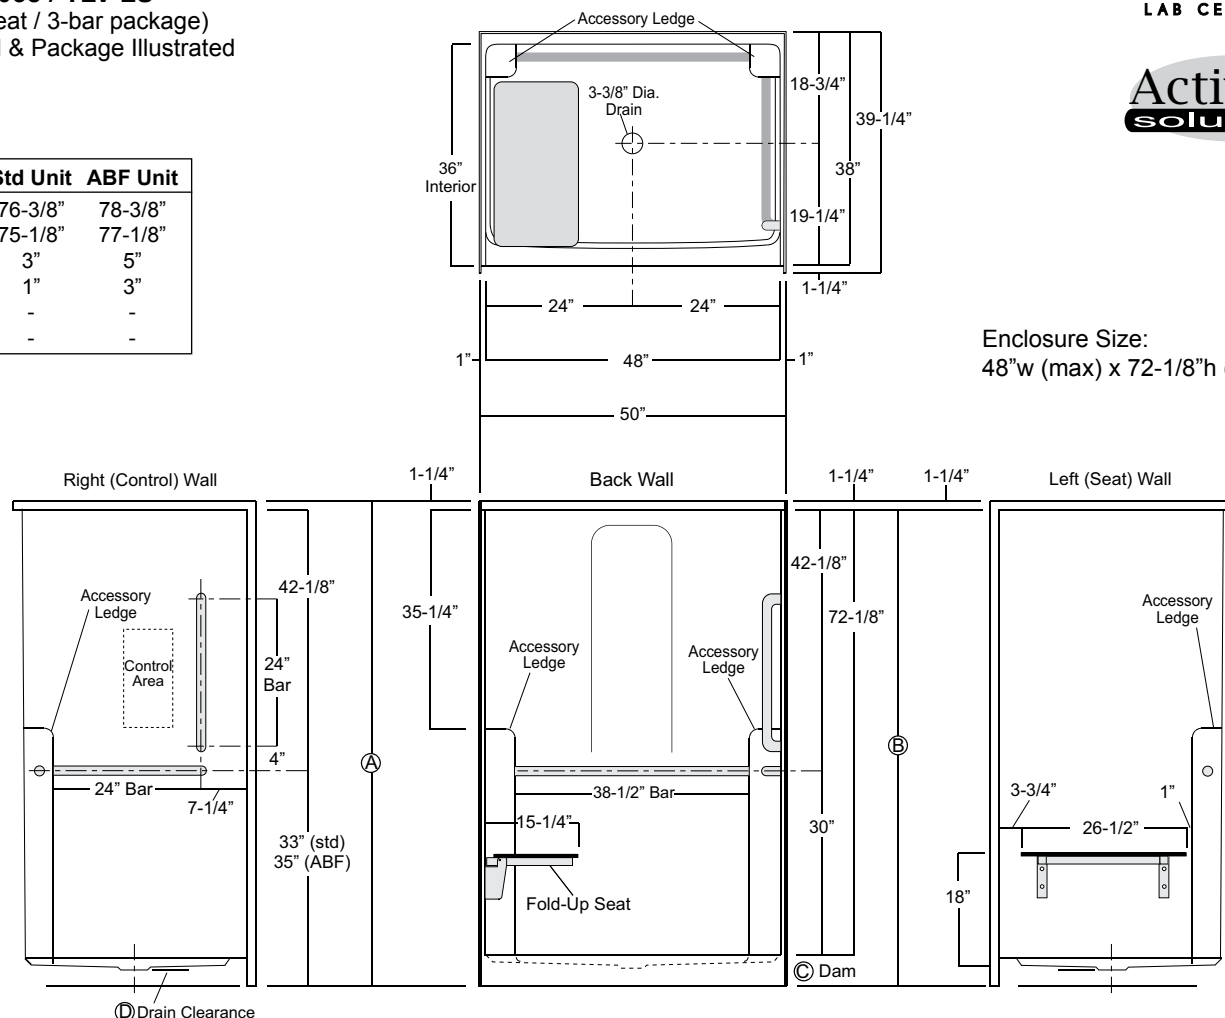 eat / 3-bar package)
& Package Illustrated
LAB CE
Acti
solu
Std Unit ABF Unit
76-3/8” 78-3/8”
75-1/8” 77-1/8”
3” 5”
1” 3”
- -
- -
Accessory Ledge
3-3/8” Dia.
Drain
18-3/4”
39-1/4”
36”
Interior
38”
19-1/4”
1-1/4”
24” 24”
1” 48” 1”
50”
Enclosure Size:
48”w (max) x 72-1/8”h
Right (Control) Wall
1-1/4”
Back Wall
1-1/4”
1-1/4”
Left (Seat) Wall
42-1/8”
Accessory
Ledge
Control
Area
24”
Bar
4”
24” Bar
7-1/4”
33” (std)
35” (ABF)
A
D Drain Clearance
35-1/4”
42-1/8”
72-1/8”
Accessory
Ledge
Accessory
Ledge
38-1/2” Bar
15-1/4”
30”
Fold-Up Seat
B
C Dam
Accessory
Ledge
3-3/4”
1”
26-1/2”
18”